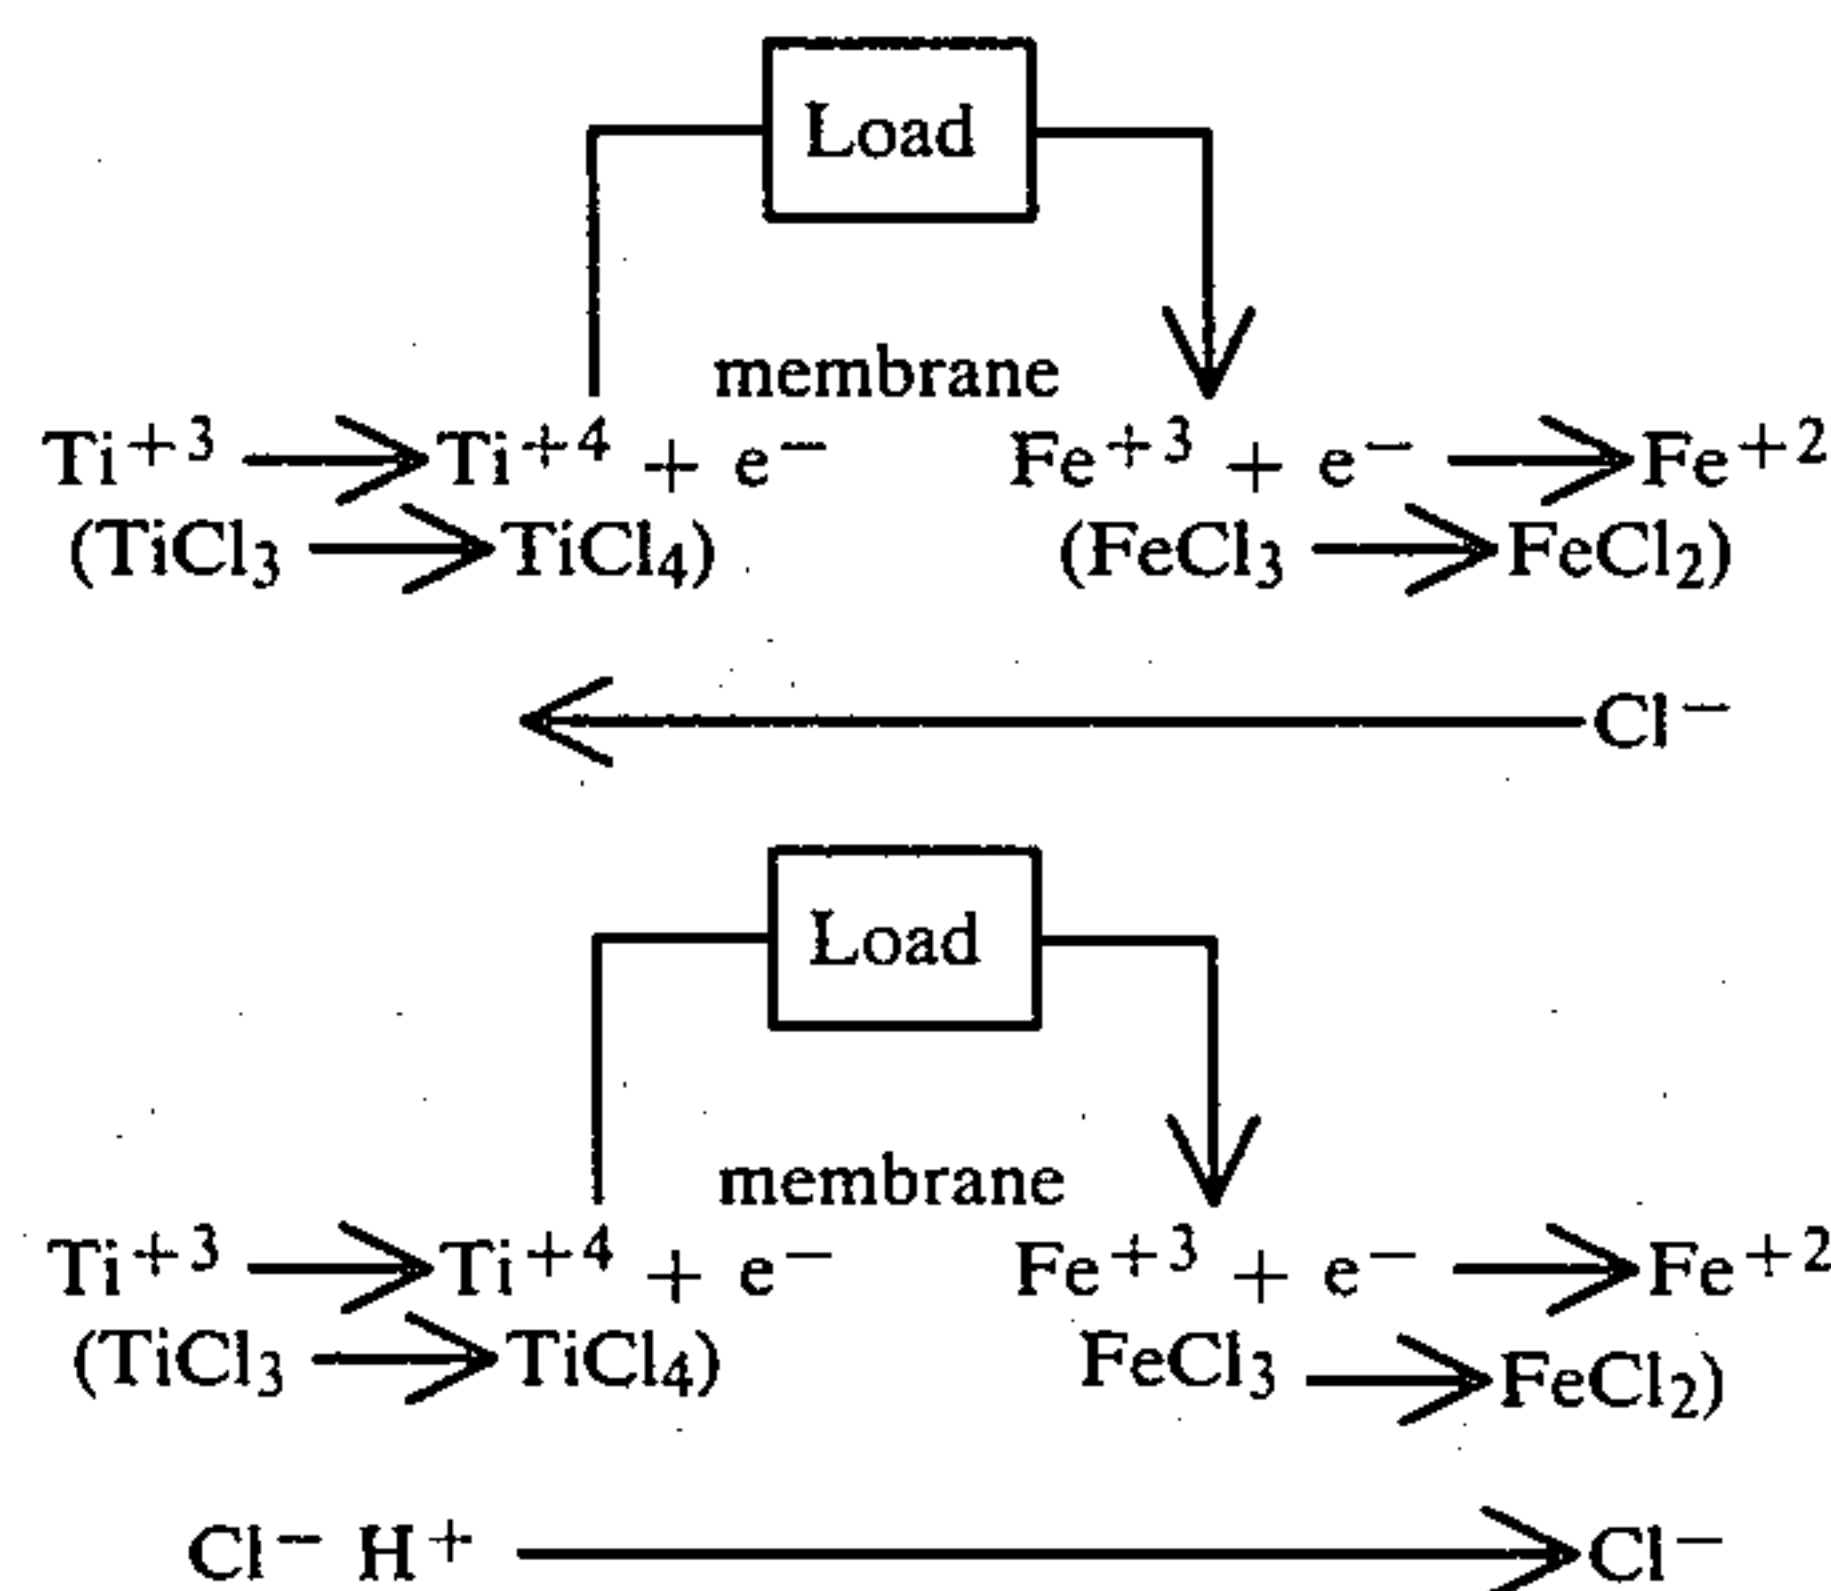 Load
membrane
Ti⁺³ ⟶ Ti⁺⁴ + e⁻ Fe⁺³ + e⁻ ⟶ Fe⁺²
(TiCl₃ ⟶ TiCl₄) (FeCl₃ ⟶ FeCl₂)
⟵ Cl⁻
Load
membrane
Ti⁺³ ⟶ Ti⁺⁴ + e⁻ Fe⁺³ + e⁻ ⟶ Fe⁺²
(TiCl₃ ⟶ TiCl₄) FeCl₃ ⟶ FeCl₂)
Cl⁻ H⁺ ⟶ Cl⁻